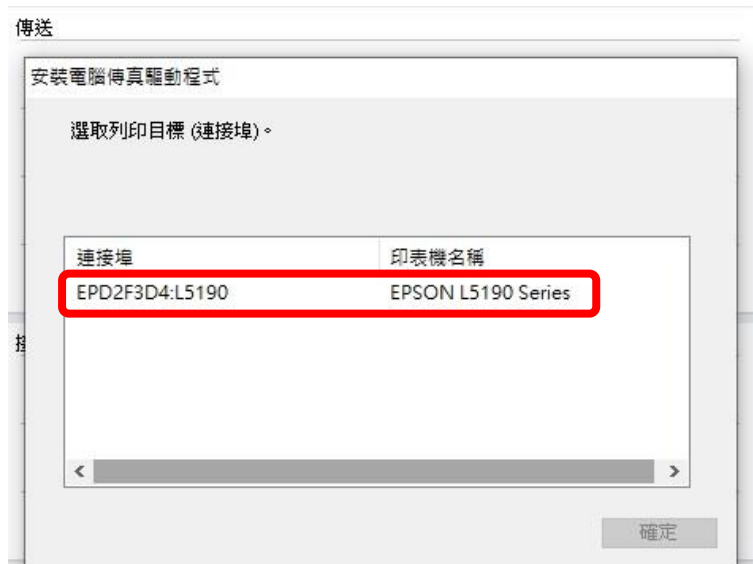 傳送
安裝電腦傳真驅動程式
選取列印目標 (連接埠)。
連接埠 印表機名稱
EPD2F3D4:L5190 EPSON L5190 Series
確定